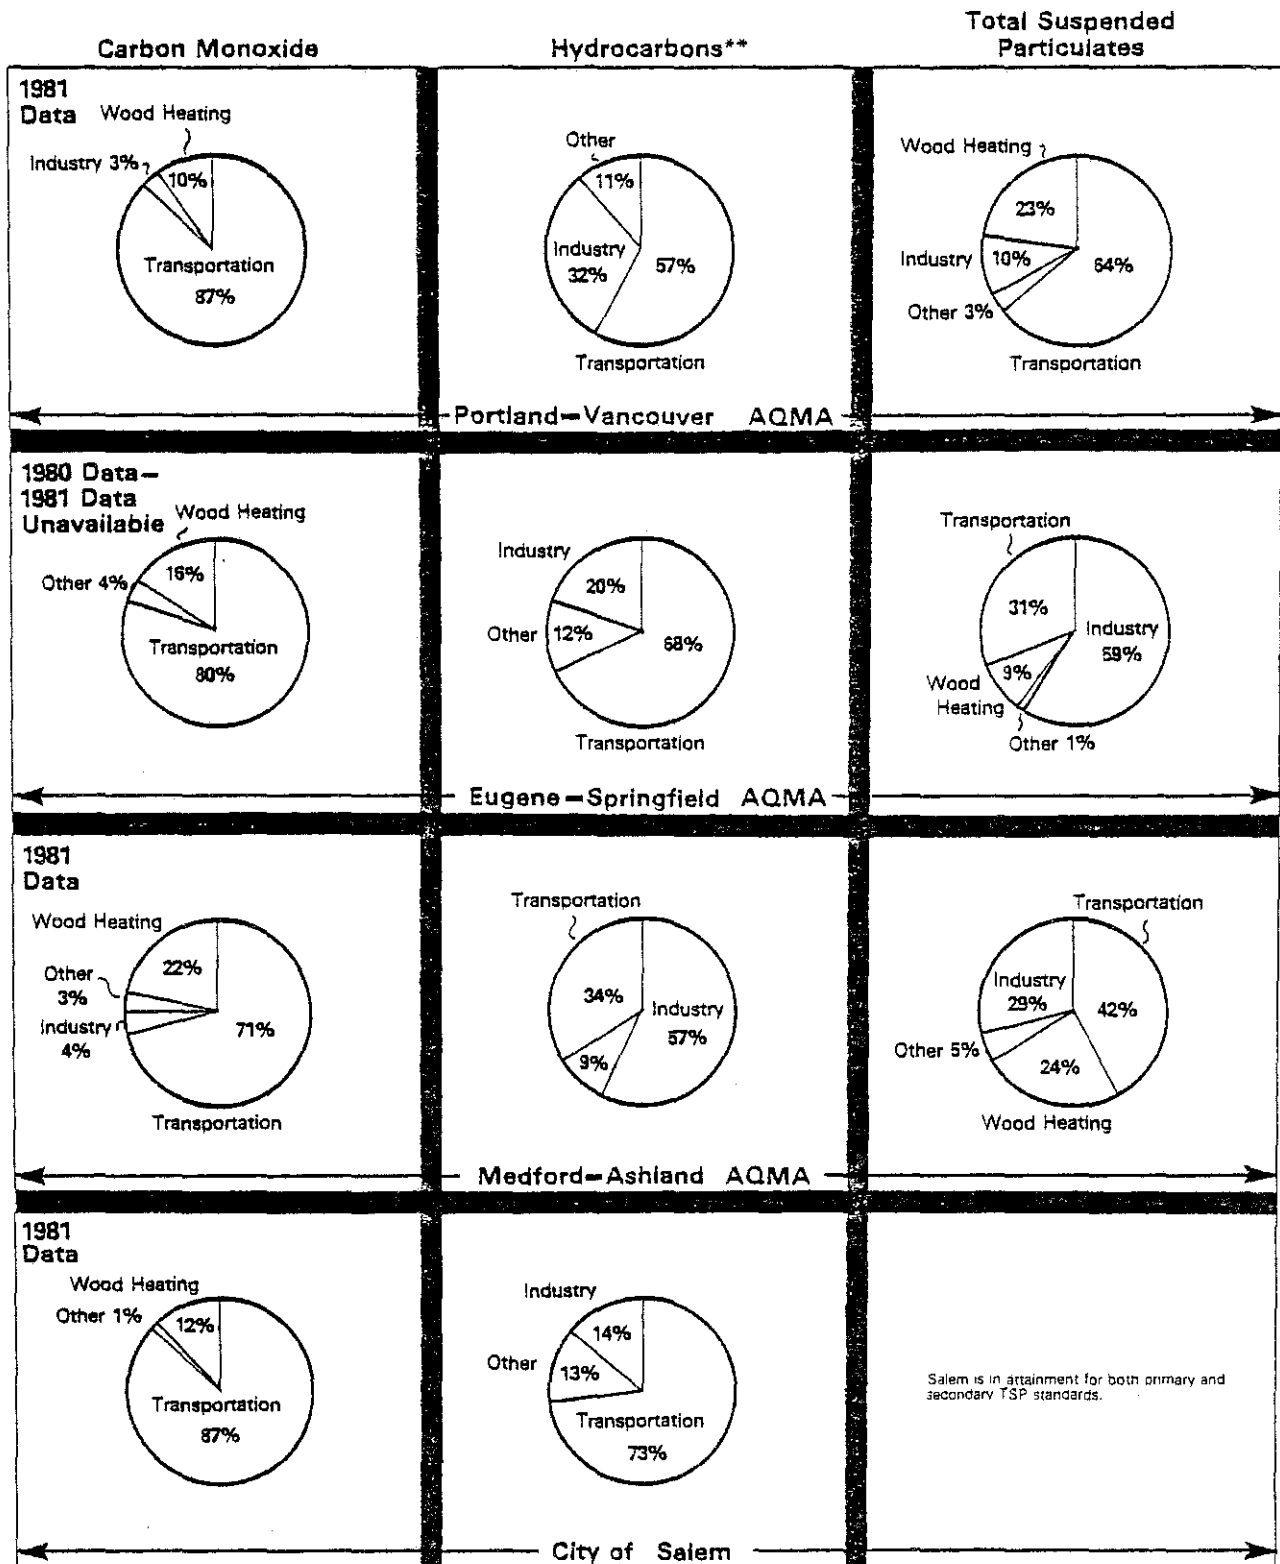 Carbon Monoxide
Hydrocarbons**
Total Suspended
Particulates
1981
Data
Wood Heating
Industry 3%
10%
Transportation
87%
Other
11%
Industry
32%
57%
Transportation
Wood Heating
23%
Industry
10%
64%
Other 3%
Transportation
Portland-Vancouver AQMA
1980 Data-
1981 Data
Unavailable
Wood Heating
Other 4%
16%
Transportation
80%
Industry
20%
Other
12%
68%
Transportation
Transportation
31%
Industry
59%
9%
Wood
Heating
Other 1%
Eugene-Springfield AQMA
1981
Data
Wood Heating
22%
Other
3%
Industry
4%
71%
Transportation
Transportation
34%
Industry
57%
9%
Transportation
Industry
29%
42%
Other 5%
24%
Wood Heating
Medford-Ashland AQMA
1981
Data
Wood Heating
Other 1%
12%
Transportation
87%
Industry
14%
Other
13%
Transportation
73%
Salem is in attainment for both primary and
secondary TSP standards.
City of Salem